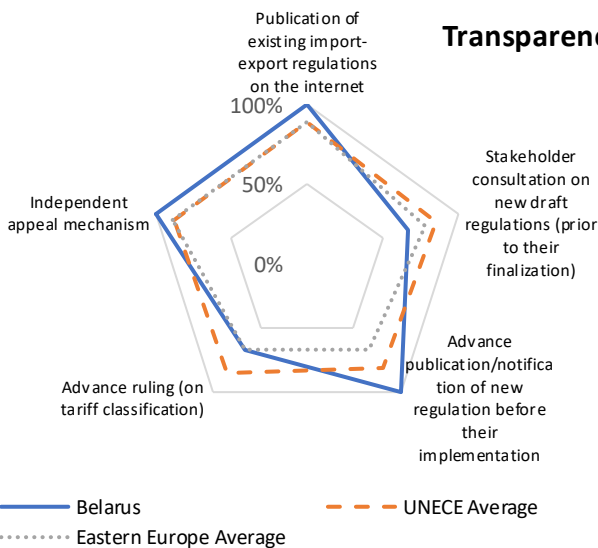 Publication of
existing import-
export regulations
on the internet
Transparenc
100%
50%
0%
Stakeholder
consultation on
new draft
regulations (prior
to their
finalization)
Independent
appeal mechanism
Advance
publication/notifica
tion of new
regulation before
their
implementation
Advance ruling (on
tariff classification)
Belarus
UNECE Average
Eastern Europe Average